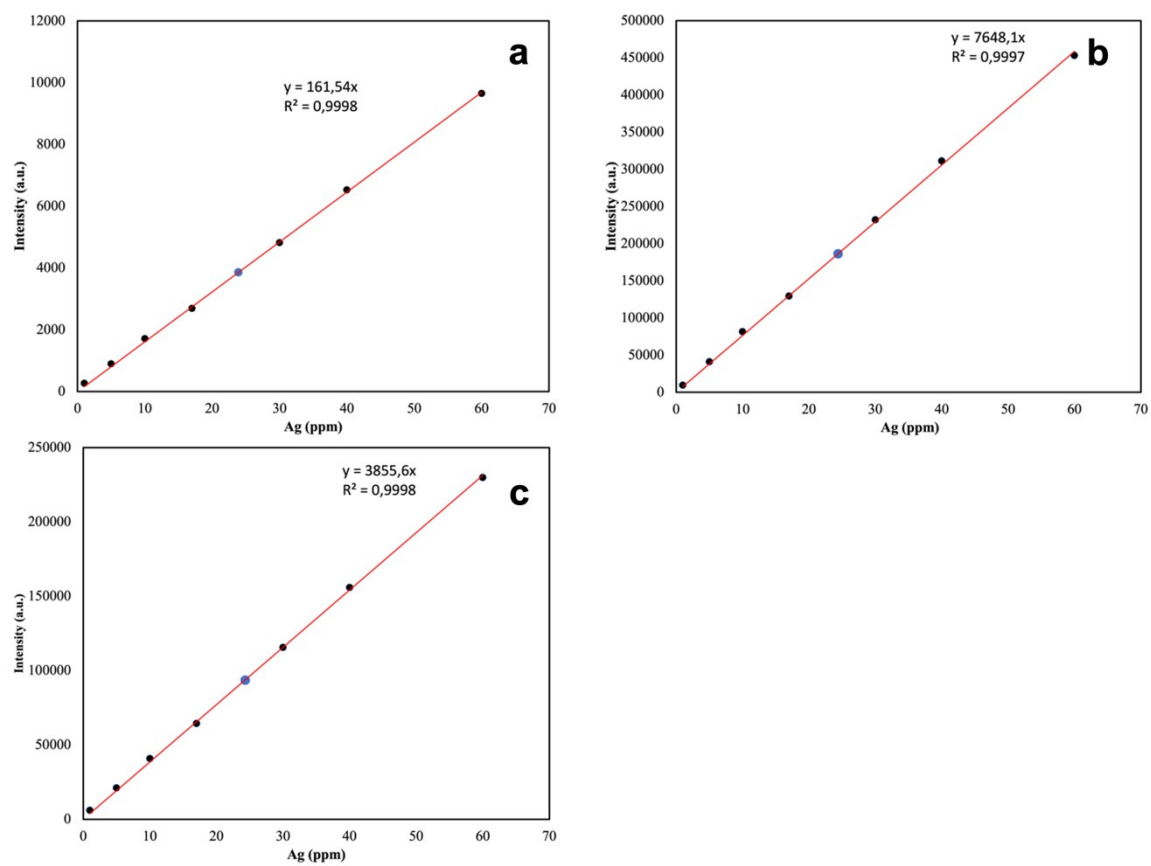 a
y = 161,54x
R² = 0,9998
12000
10000
8000
6000
4000
2000
0
Intensity (a.u.)
0 10 20 30 40 50 60 70
Ag (ppm)
b
y = 7648,1x
R² = 0,9997
500000
450000
400000
350000
300000
250000
200000
150000
100000
50000
0
Intensity (a.u.)
0 10 20 30 40 50 60 70
Ag (ppm)
c
y = 3855,6x
R² = 0,9998
250000
200000
150000
100000
50000
0
Intensity (a.u.)
0 10 20 30 40 50 60 70
Ag (ppm)